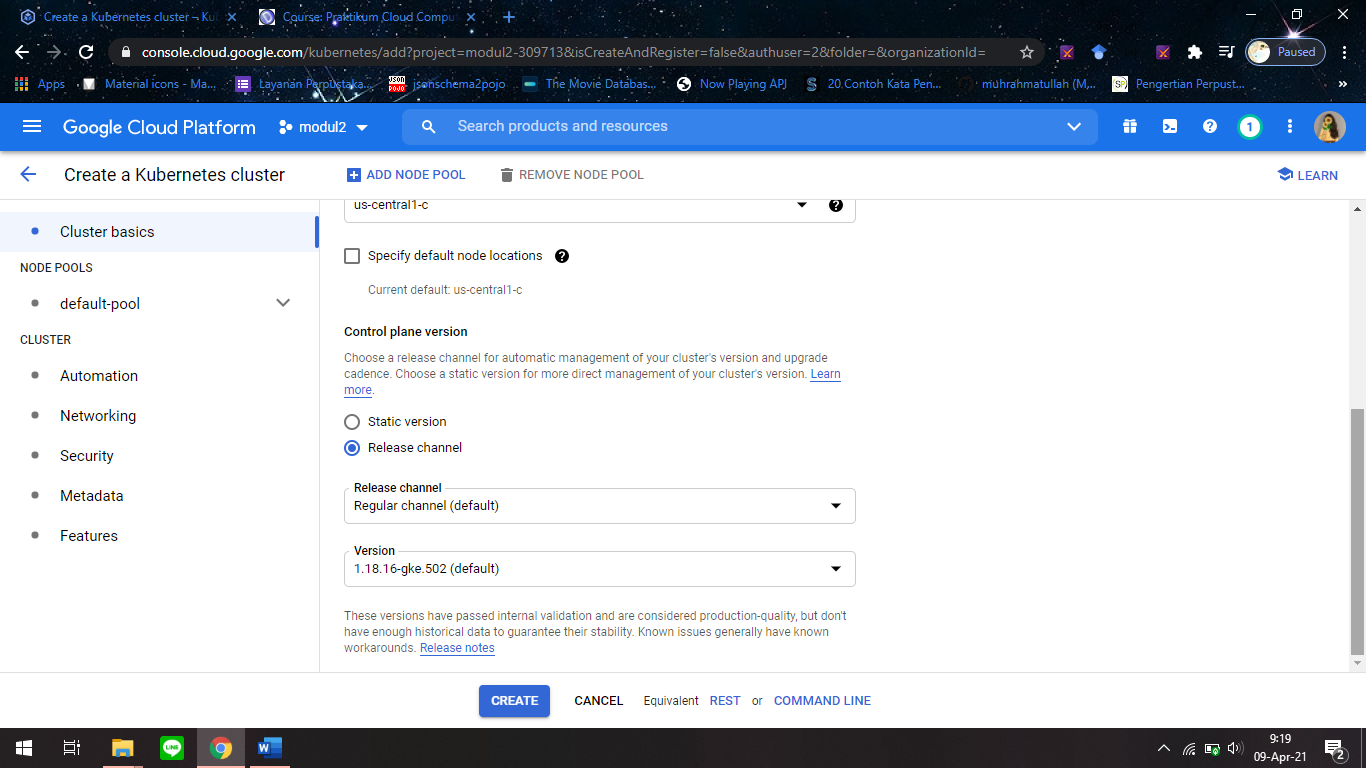 Create a Kubernetes cluster – Ku
Course: Praktikum Cloud Comput
console.cloud.google.com/kubernetes/add?project=modul2-309713&isCreateAndRegister=false&authuser=2&folder=&organizationId=
Paused
Apps
Material icons - Ma...
Layanan Perpustaka...
JSON POJO
jsonschema2pojo
The Movie Databas...
Now Playing API
20 Contoh Kata Pen...
muhrahmatullah (M...
SP
Pengertian Perpust...
»
Google Cloud Platform
modul2
Search products and resources
1
Create a Kubernetes cluster
ADD NODE POOL
REMOVE NODE POOL
LEARN
Cluster basics
NODE POOLS
default-pool
CLUSTER
Automation
Networking
Security
Metadata
Features
us-central1-c
Specify default node locations
Current default: us-central1-c
Control plane version
Choose a release channel for automatic management of your cluster's version and upgrade
cadence. Choose a static version for more direct management of your cluster's version. Learn
more.
Static version
Release channel
Release channel
Regular channel (default)
Version
1.18.16-gke.502 (default)
These versions have passed internal validation and are considered production-quality, but don't
have enough historical data to guarantee their stability. Known issues generally have known
workarounds. Release notes
CREATE
CANCEL
Equivalent REST or COMMAND LINE
LINE
W
9:19
09-Apr-21
2